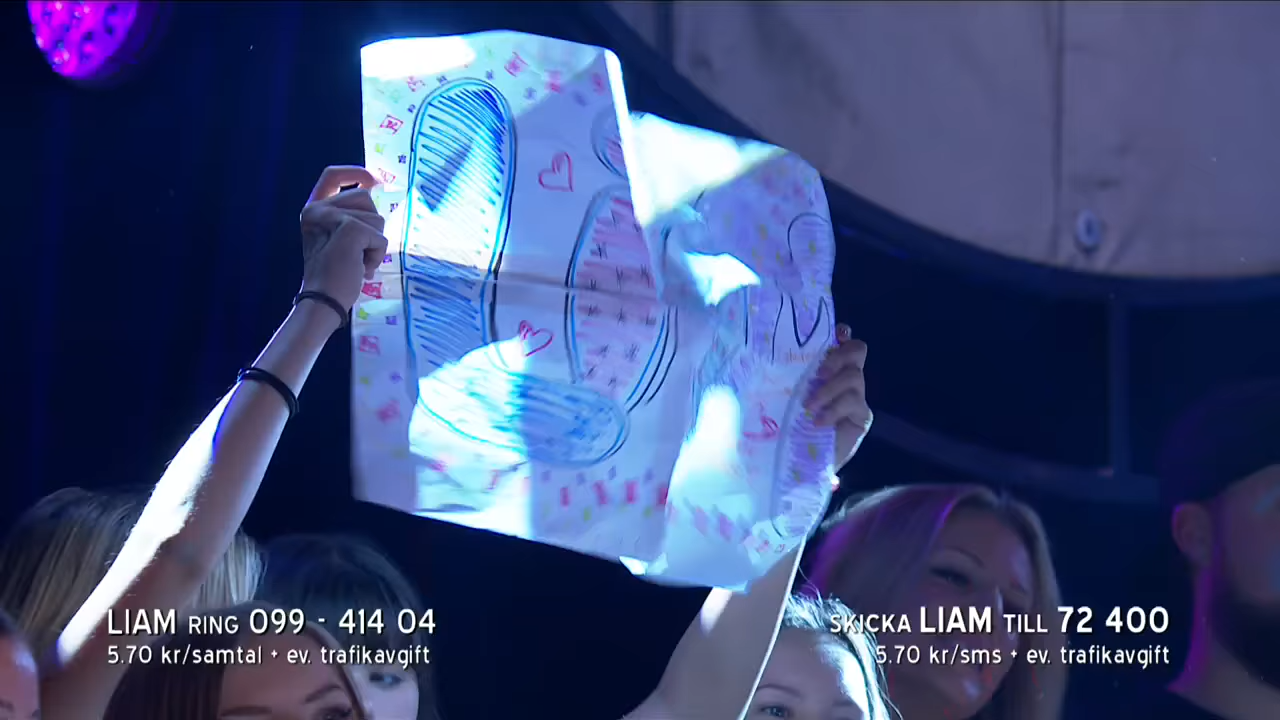 LIAM RING 099 - 414 04
5.70 kr/samtal + ev. trafikavgift
SKICKA LIAM TILL 72 400
5.70 kr/sms + ev. trafikavgift